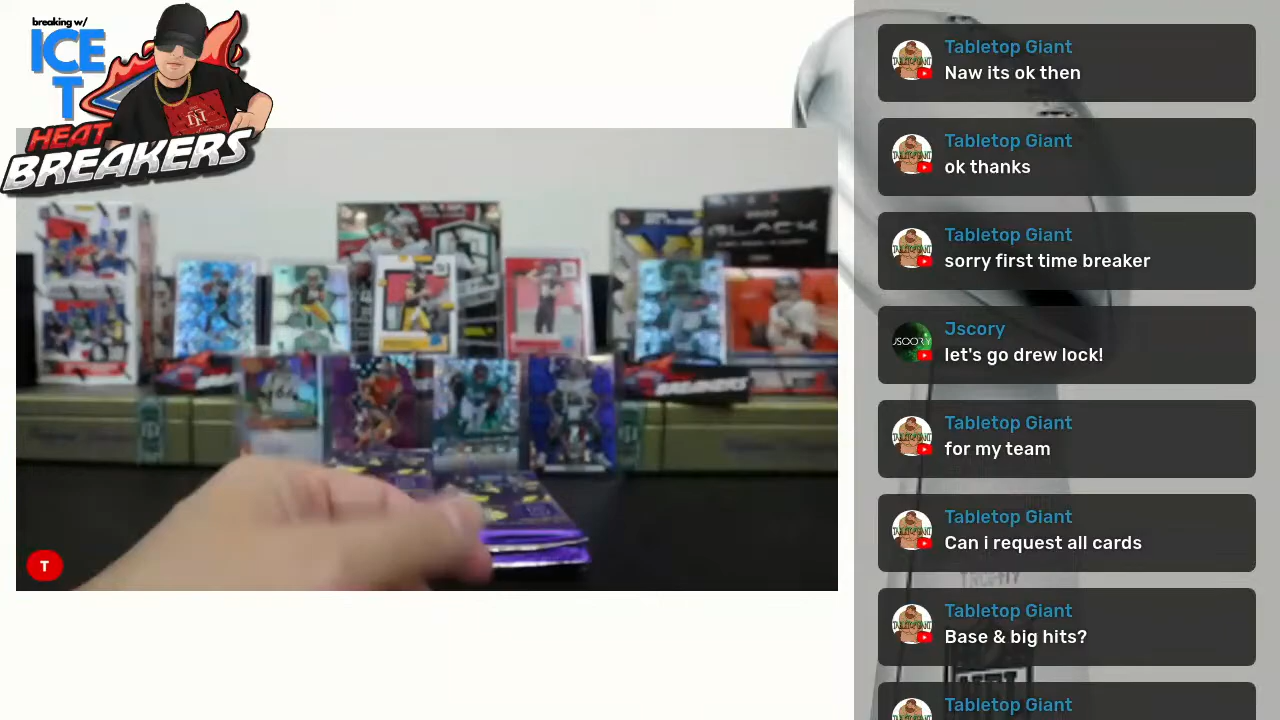 breaking w/
ICE
T
HEAT
BREAKERS
BLACK
BREAKERS
T
Tabletop Giant
Naw its ok then
Tabletop Giant
ok thanks
Tabletop Giant
sorry first time breaker
Jscory
let's go drew lock!
Tabletop Giant
for my team
Tabletop Giant
Can i request all cards
Tabletop Giant
Base & big hits?
Tabletop Giant
TROPHY